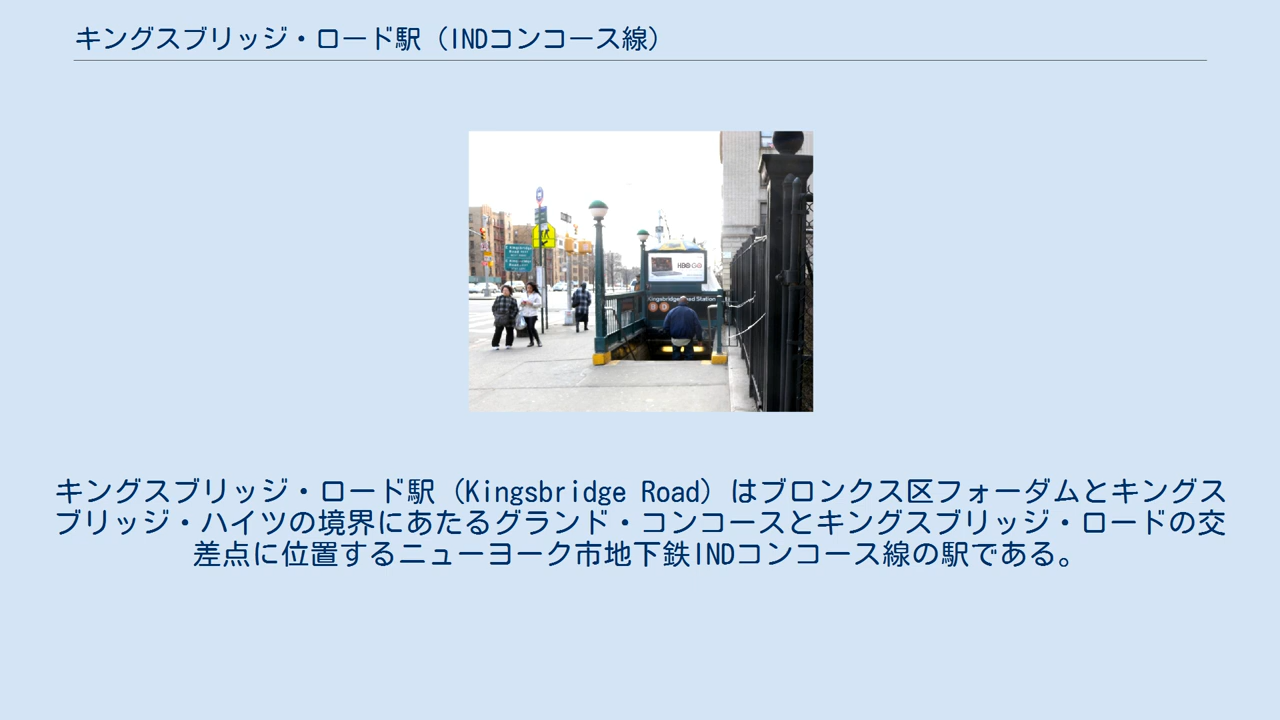 キングスブリッジ・ロード駅（INDコンコース線）
HBO GO
Kingsbridge Road Station
B D
キングスブリッジ・ロード駅（Kingsbridge Road）はブロンクス区フォーダムとキングス
ブリッジ・ハイツの境界にあたるグランド・コンコースとキングスブリッジ・ロードの交
差点に位置するニューヨーク市地下鉄INDコンコース線の駅である。